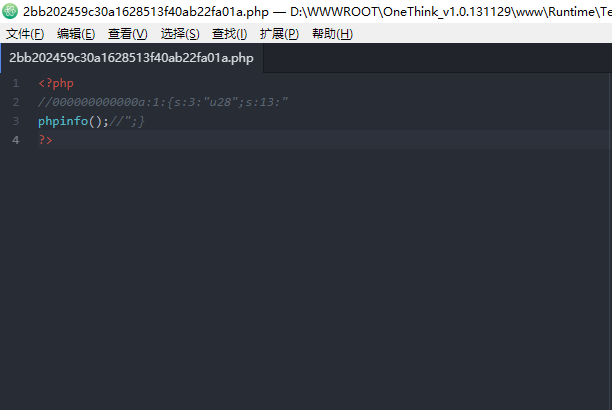 2bb202459c30a1628513f40ab22fa01a.php — D:\WWWROOT\OneThink_v1.0.131129\www\Runtime\Te
文件(F) 编辑(E) 查看(V) 选择(S) 查找(I) 扩展(P) 帮助(H)
2bb202459c30a1628513f40ab22fa01a.php
1 <?php
2 //000000000000a:1:{s:3:"u28";s:13:"
3 phpinfo();//";}
4 ?>